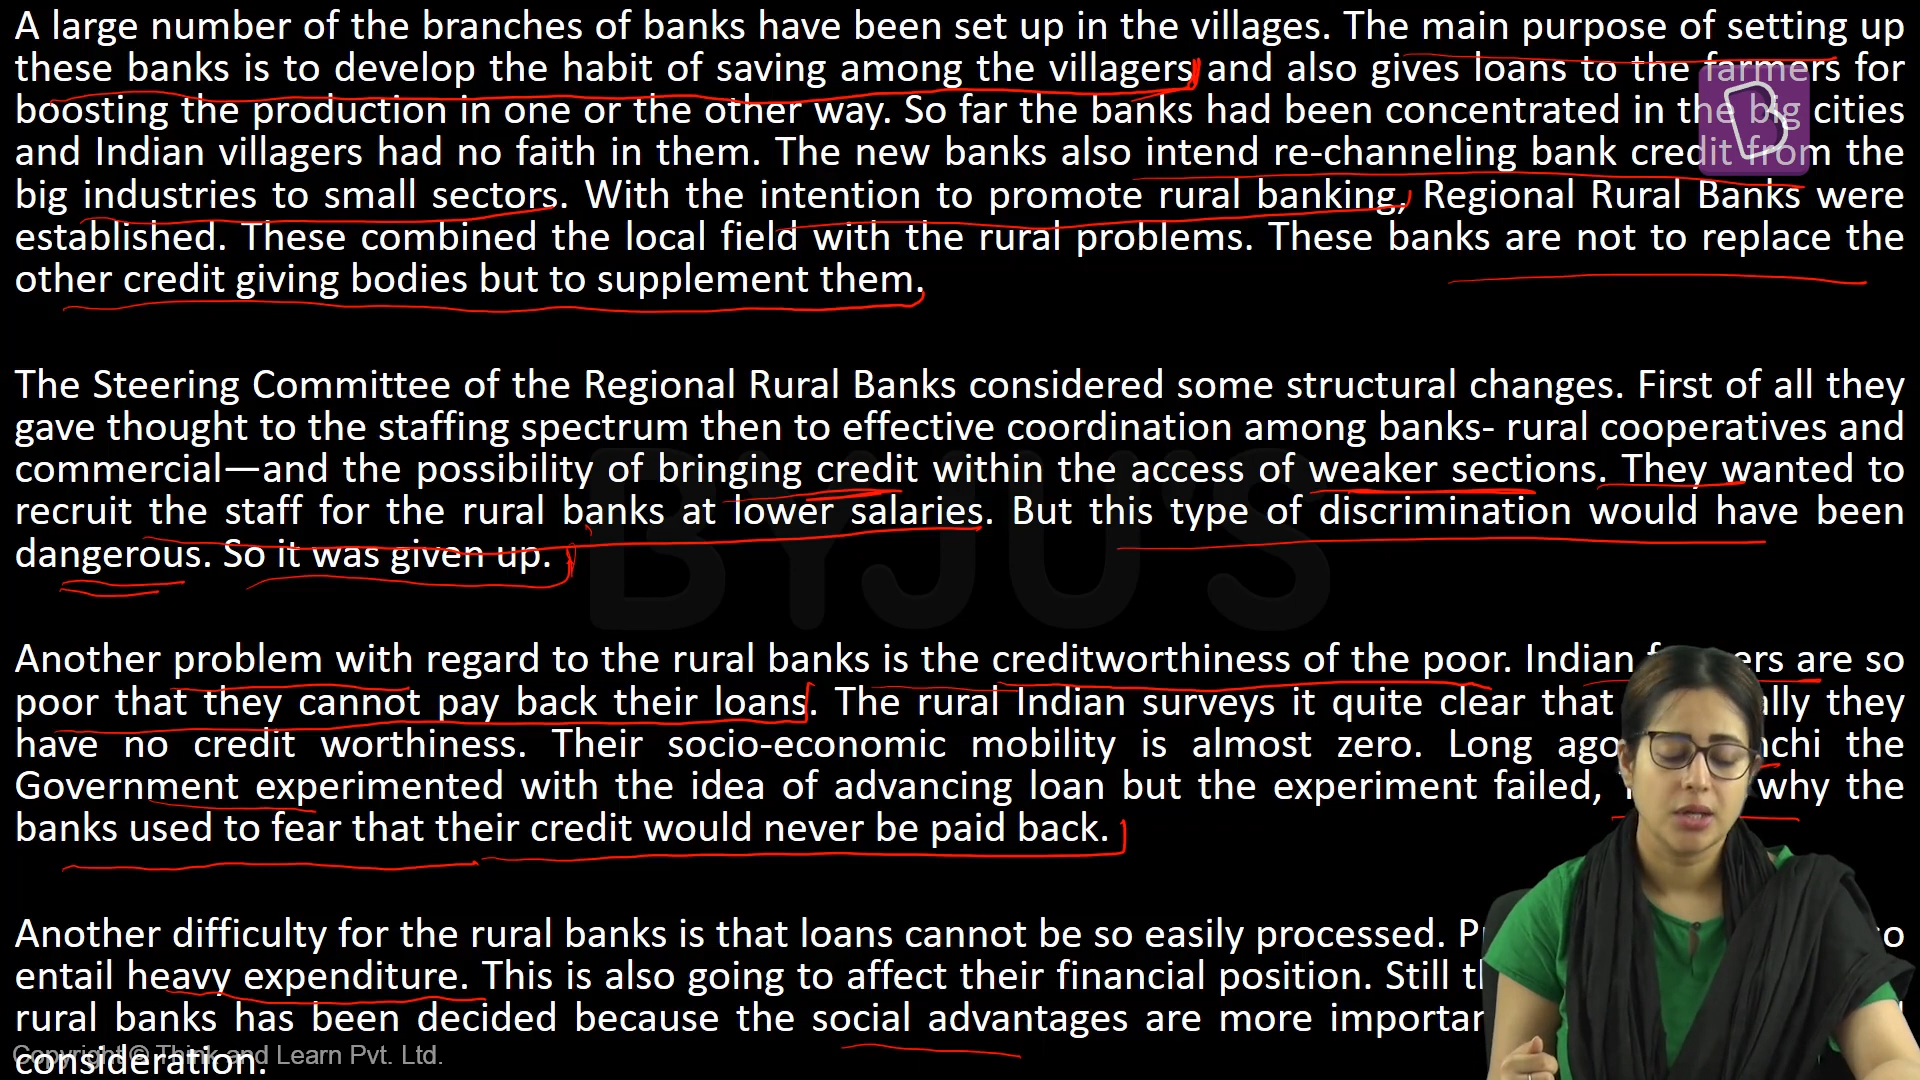 A large number of the branches of banks have been set up in the villages. The main purpose of setting up
these banks is to develop the habit of saving among the villagers and also gives loans to the farmers for
boosting the production in one or the other way. So far the banks had been concentrated in the big cities
and Indian villagers had no faith in them. The new banks also intend re-channeling bank credit from the
big industries to small sectors. With the intention to promote rural banking, Regional Rural Banks were
established. These combined the local field with the rural problems. These banks are not to replace the
other credit giving bodies but to supplement them.
The Steering Committee of the Regional Rural Banks considered some structural changes. First of all they
gave thought to the staffing spectrum then to effective coordination among banks- rural cooperatives and
commercial—and the possibility of bringing credit within the access of weaker sections. They wanted to
recruit the staff for the rural banks at lower salaries. But this type of discrimination would have been
dangerous. So it was given up.
BYJU'S
Another problem with regard to the rural banks is the creditworthiness of the poor. Indian are so
poor that they cannot pay back their loans. The rural Indian surveys it quite clear that they
have no credit worthiness. Their socio-economic mobility is almost zero. Long ago the
Government experimented with the idea of advancing loan but the experiment failed, why the
banks used to fear that their credit would never be paid back.
Another difficulty for the rural banks is that loans cannot be so easily processed.
entail heavy expenditure. This is also going to affect their financial position. Still
rural banks has been decided because the social advantages are more
consideration.
Copyright © Think and Learn Pvt. Ltd.